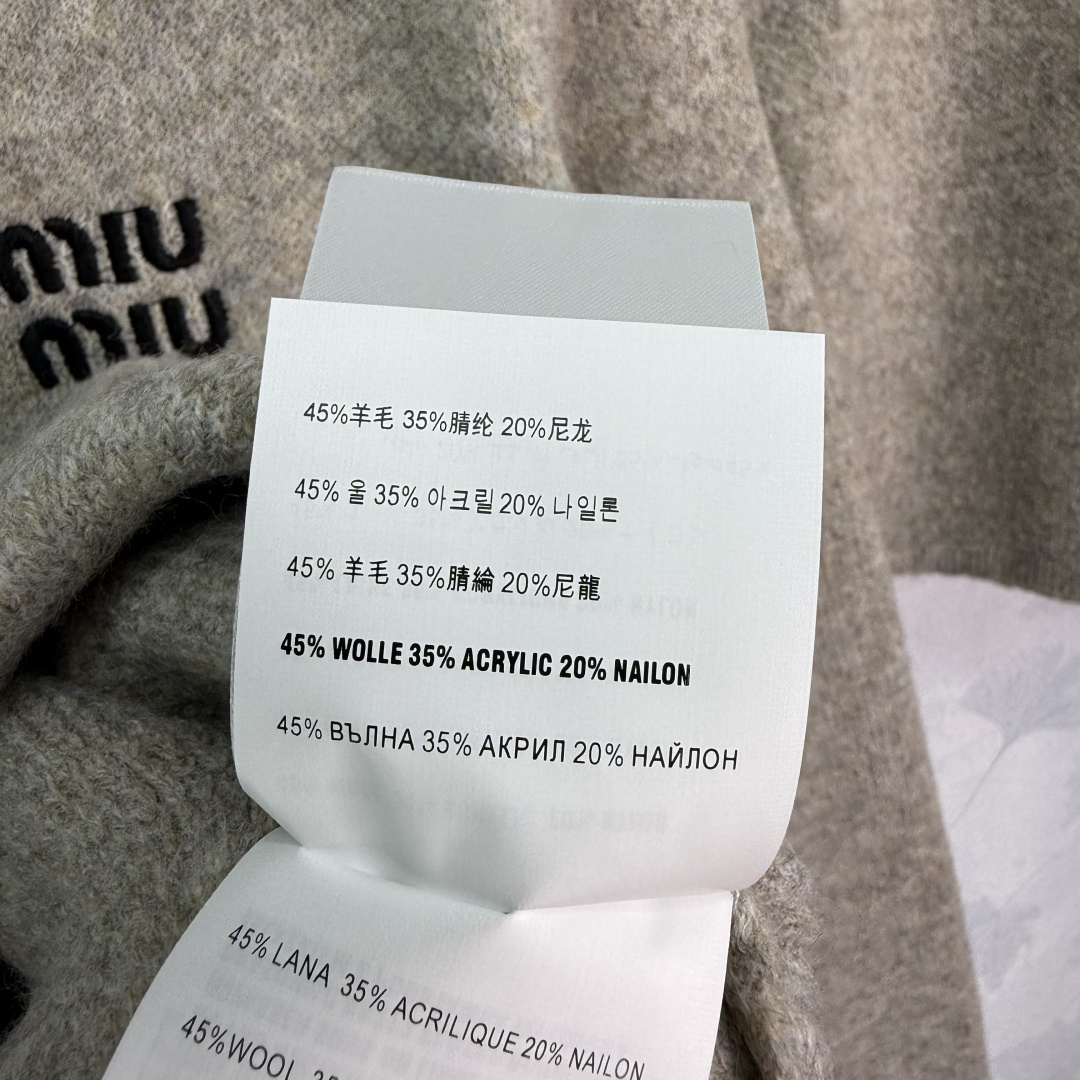 miu
miu
45%羊毛 35%腈纶 20%尼龙
45% 울 35% 아크릴 20% 나일론
45% 羊毛 35%腈綸 20%尼龍
45% WOLLE 35% ACRYLIC 20% NAILON
45% ВЪЛНА 35% АКРИЛ 20% НАЙЛОН
45% LANA 35% ACRILIQUE 20% NAILON
45%WOOL